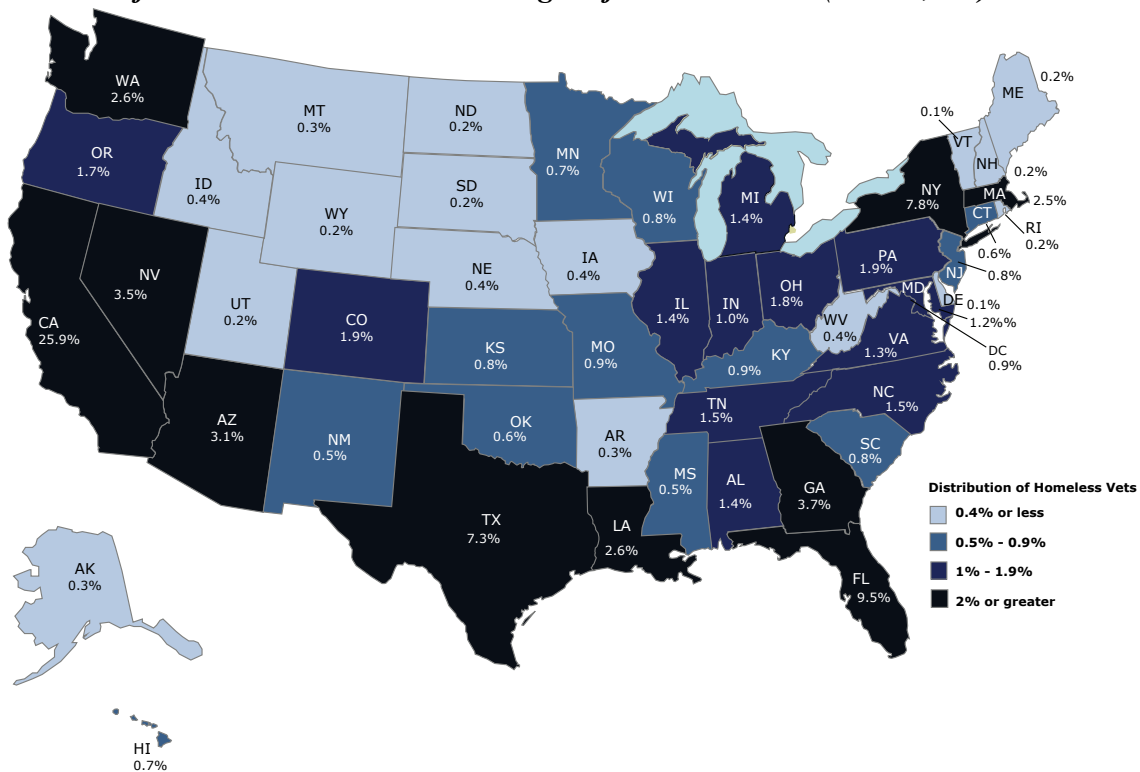 WA
2.6%
OR
1.7%
CA
25.9%
NV
3.5%
ID
0.4%
MT
0.3%
WY
0.2%
UT
0.2%
AZ
3.1%
CO
1.9%
NM
0.5%
ND
0.2%
SD
0.2%
NE
0.4%
KS
0.8%
OK
0.6%
TX
7.3%
MN
0.7%
IA
0.4%
MO
0.9%
AR
0.3%
LA
2.6%
WI
0.8%
IL
1.4%
MI
1.4%
IN
1.0%
OH
1.8%
KY
0.9%
TN
1.5%
MS
0.5%
AL
1.4%
GA
3.7%
FL
9.5%
SC
0.8%
NC
1.5%
VA
1.3%
WV
0.4%
PA
1.9%
NY
7.8%
0.1%
VT
ME
0.2%
NH
0.2%
MA
2.5%
RI
0.2%
CT
0.6%
NJ
0.8%
DE 0.1%
MD
1.2%%
DC
0.9%
AK
0.3%
HI
0.7%
Distribution of Homeless Vets
0.4% or less
0.5% - 0.9%
1% - 1.9%
2% or greater